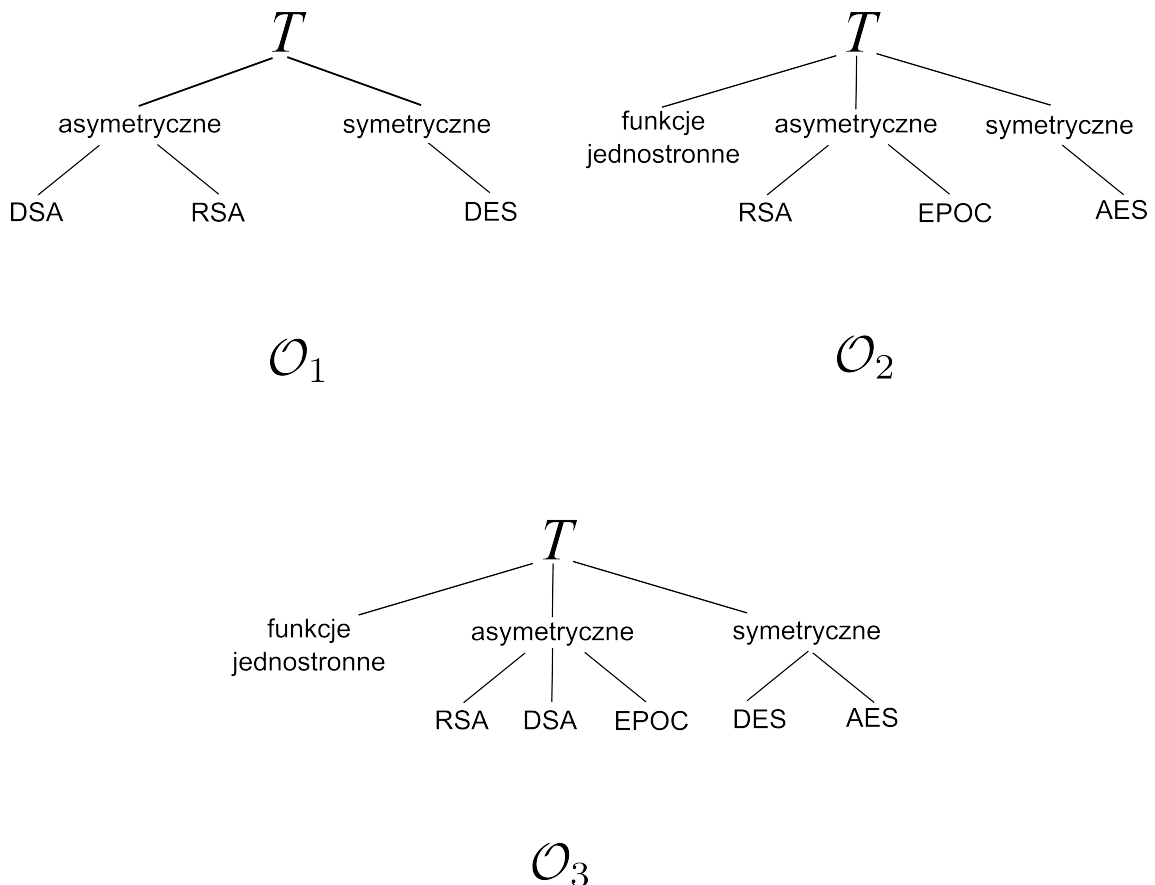 T
asymetryczne
symetryczne
DSA
RSA
DES
𝒪1
T
funkcje
jednostronne
asymetryczne
symetryczne
RSA
EPOC
AES
𝒪2
T
funkcje
jednostronne
asymetryczne
symetryczne
RSA
DSA
EPOC
DES
AES
𝒪3